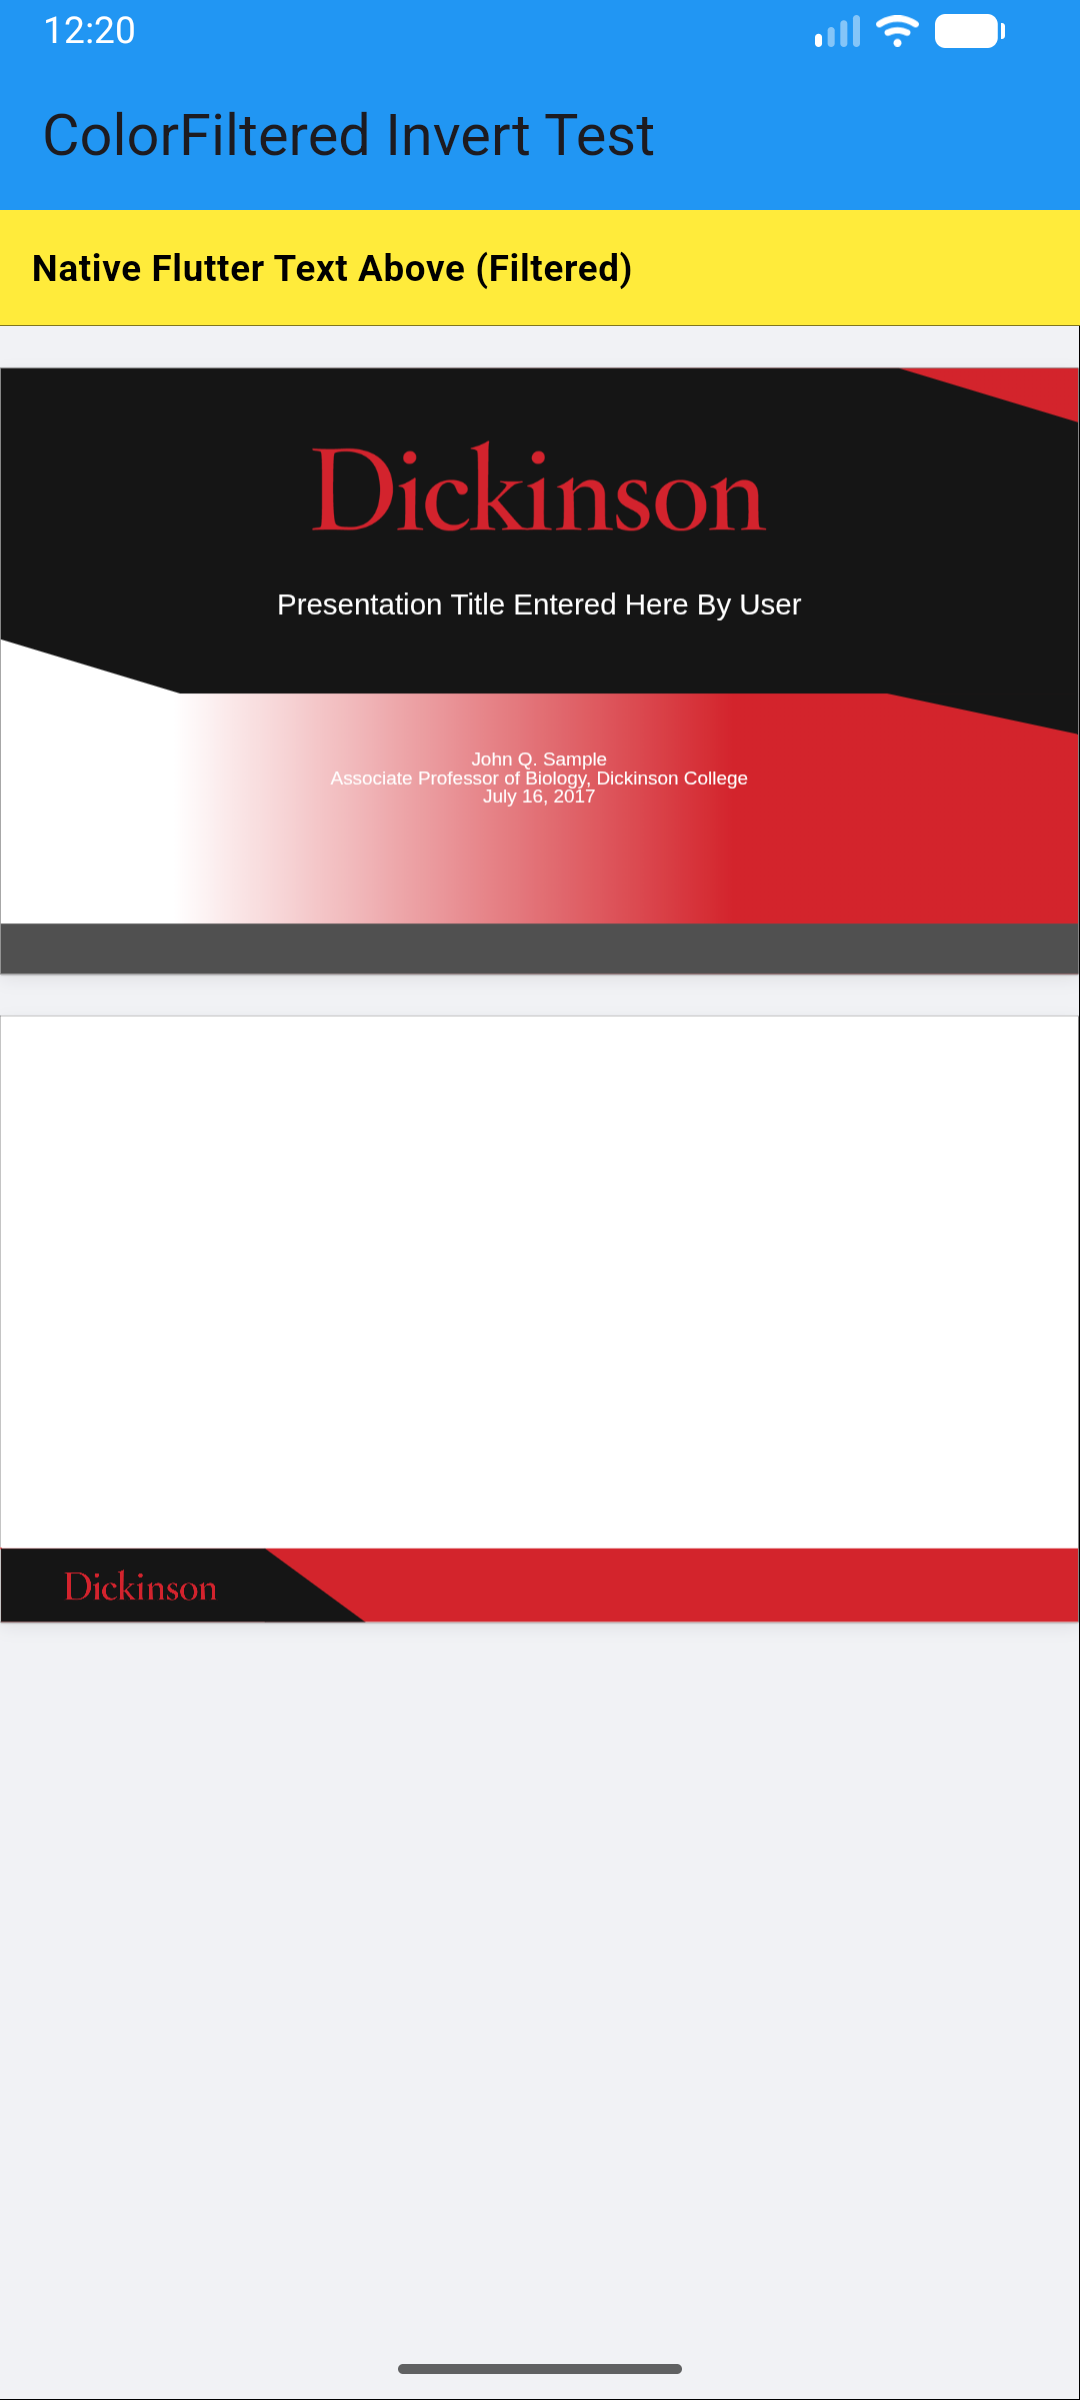 12:20
ColorFiltered Invert Test
Native Flutter Text Above (Filtered)
Dickinson
Presentation Title Entered Here By User
John Q. Sample
Associate Professor of Biology, Dickinson College
July 16, 2017
Dickinson